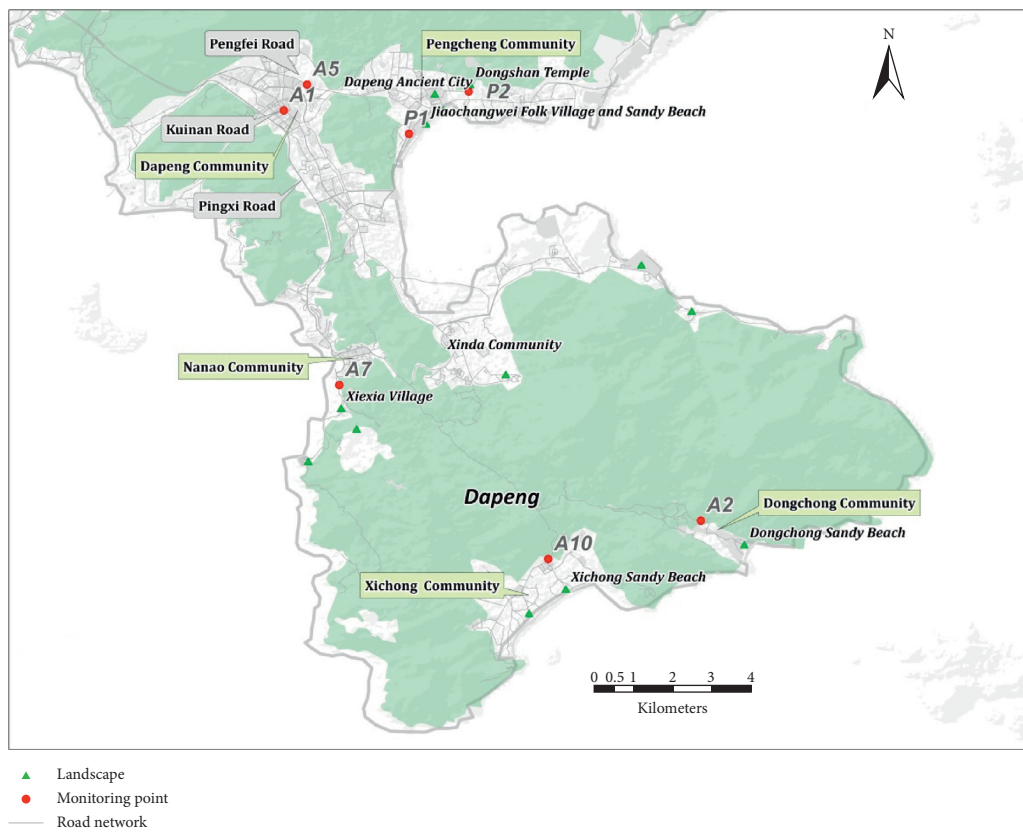 N
Pengfei Road
Pengcheng Community
A5
Dapeng Ancient City
Dongshan Temple
A1
P2
P1
Jiaochangwei Folk Village and Sandy Beach
Kuinan Road
Dapeng Community
Pingxi Road
Xinda Community
Nanao Community
A7
Xiexia Village
Dapeng
A2
Dongchong Community
Dongchong Sandy Beach
A10
Xichong Community
Xichong Sandy Beach
0 0.5 1 2 3 4
Kilometers
Landscape
Monitoring point
Road network